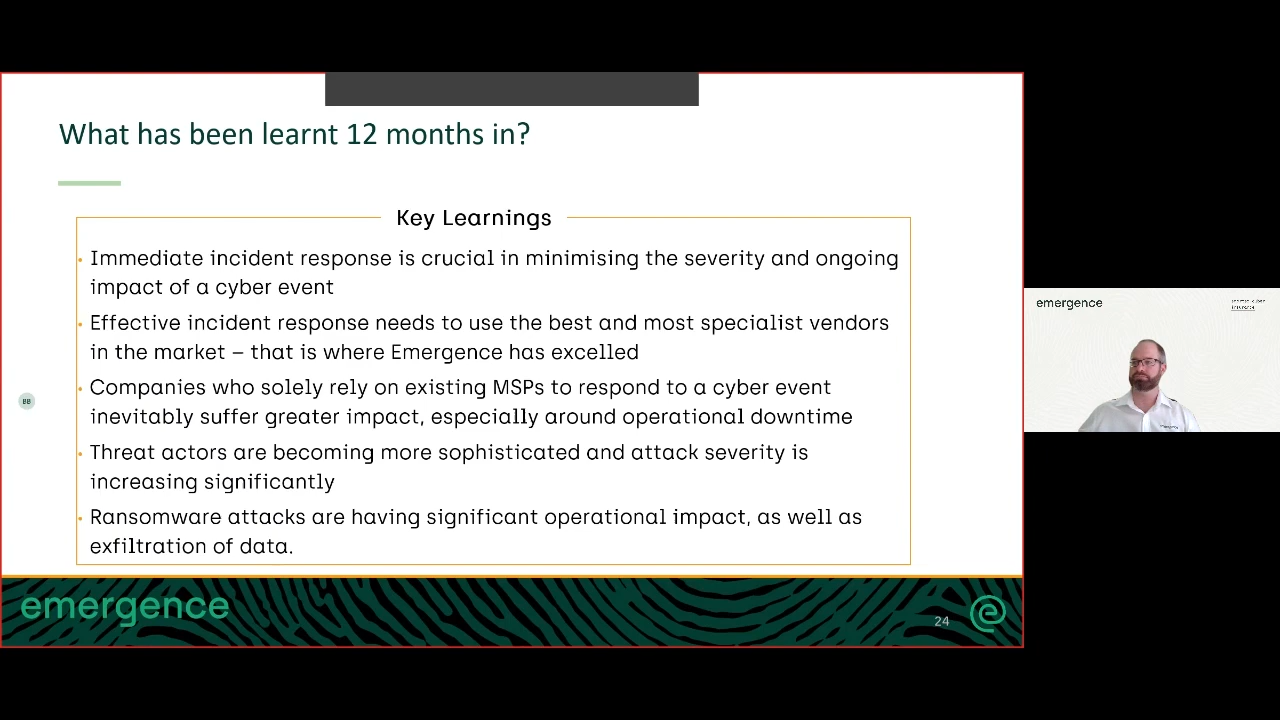 What has been learnt 12 months in?
Key Learnings
• Immediate incident response is crucial in minimising the severity and ongoing
impact of a cyber event
• Effective incident response needs to use the best and most specialist vendors
in the market – that is where Emergence has excelled
• Companies who solely rely on existing MSPs to respond to a cyber event
inevitably suffer greater impact, especially around operational downtime
• Threat actors are becoming more sophisticated and attack severity is
increasing significantly
• Ransomware attacks are having significant operational impact, as well as
exfiltration of data.
BB
emergence
24
emergence